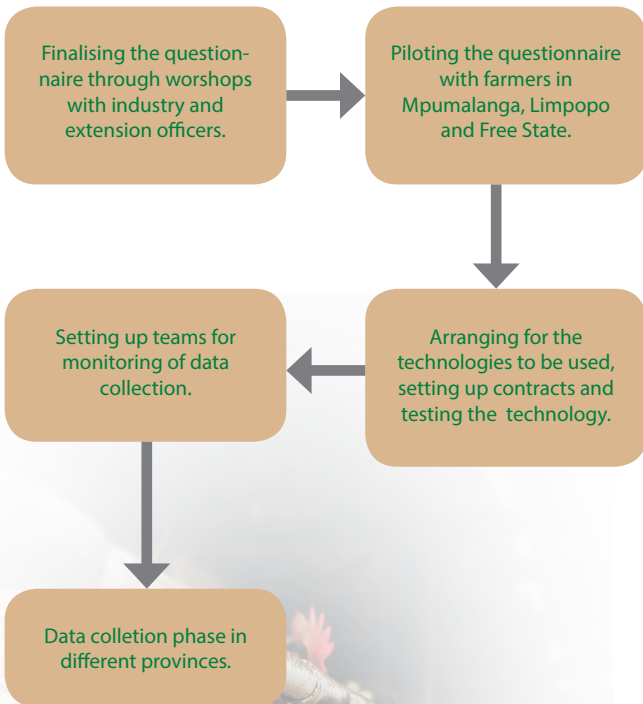 Finalising the question-
naire through worshops
with industry and
extension officers.
Piloting the questionnaire
with farmers in
Mpumalanga, Limpopo
and Free State.
Arranging for the
technologies to be used,
setting up contracts and
testing the  technology.
Setting up teams for
monitoring of data
collection.
Data colletion phase in
different provinces.